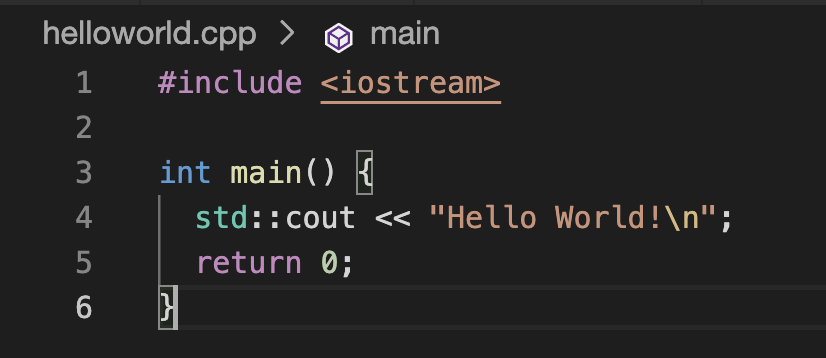 helloworld.cpp > main
1 #include <iostream>
2
3 int main() {
4   std::cout << "Hello World!\n";
5   return 0;
6 }